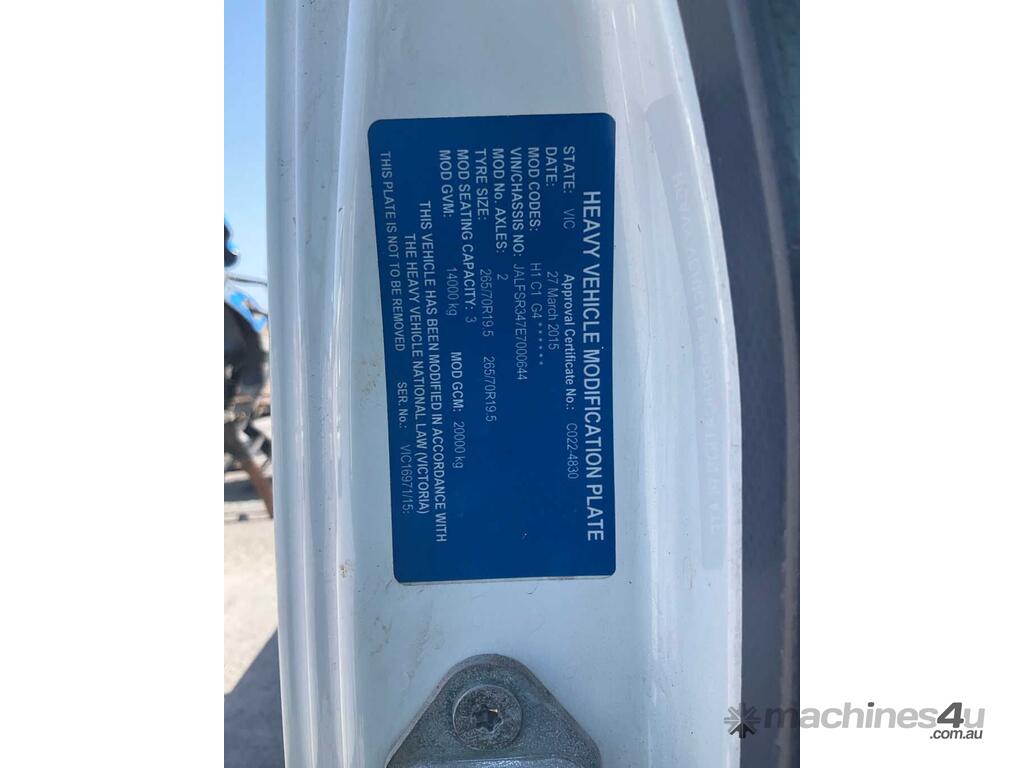 HEAVY VEHICLE MODIFICATION PLATE
STATE: VIC Approval Certificate No.: C022-4830
DATE: 27 March 2015
MOD CODES: H1 C1 G4 ******
VIN/CHASSIS NO: JALFSR347E7000644
MOD No. AXLES: 2
TYRE SIZE: 265/70R19.5 265/70R19.5
MOD SEATING CAPACITY: 3
MOD GVM: 14000 kg MOD GCM: 20000 kg
THIS VEHICLE HAS BEEN MODIFIED IN ACCORDANCE WITH
THE HEAVY VEHICLE NATIONAL LAW (VICTORIA)
THIS PLATE IS NOT TO BE REMOVED SER. No.: VIC16971/15:
machines4u
.com.au